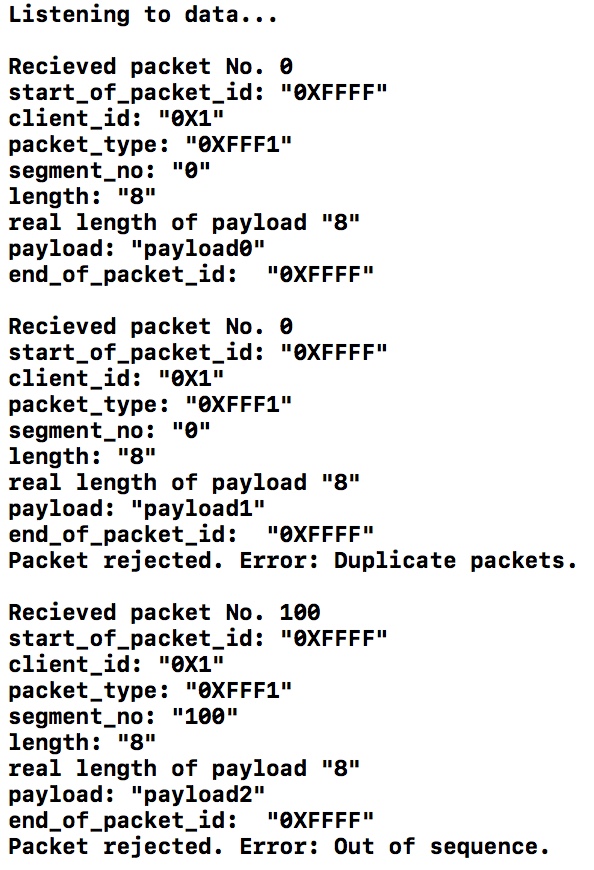 Listening to data...
Recieved packet No. 0
start_of_packet_id: "0XFFFF"
client_id: "0X1"
packet_type: "0XFFF1"
segment_no: "0"
length: "8"
real length of payload "8"
payload: "payload0"
end_of_packet_id:  "0XFFFF"
Recieved packet No. 0
start_of_packet_id: "0XFFFF"
client_id: "0X1"
packet_type: "0XFFF1"
segment_no: "0"
length: "8"
real length of payload "8"
payload: "payload1"
end_of_packet_id:  "0XFFFF"
Packet rejected. Error: Duplicate packets.
Recieved packet No. 100
start_of_packet_id: "0XFFFF"
client_id: "0X1"
packet_type: "0XFFF1"
segment_no: "100"
length: "8"
real length of payload "8"
payload: "payload2"
end_of_packet_id:  "0XFFFF"
Packet rejected. Error: Out of sequence.